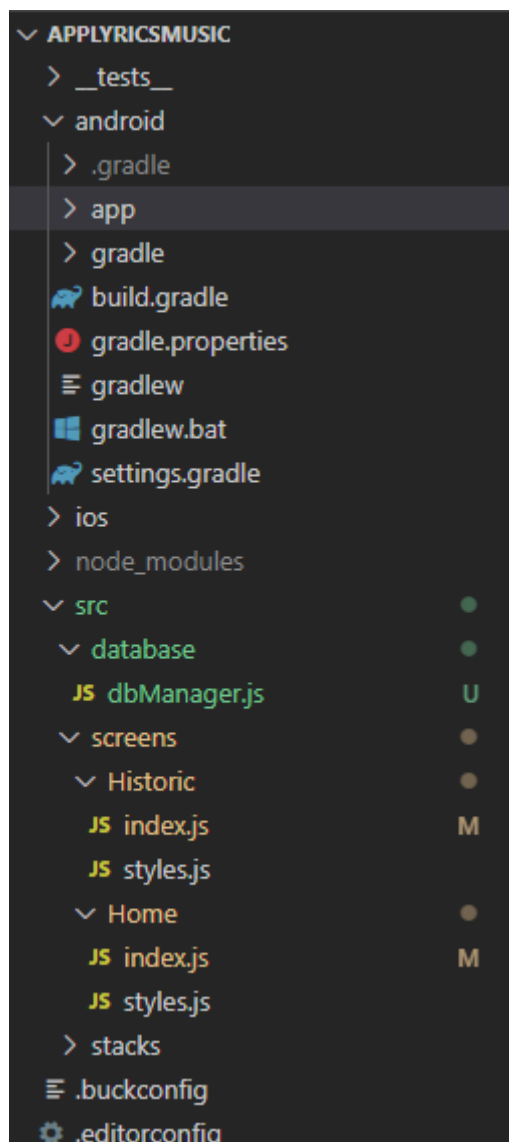 APPLYRICSMUSIC
__tests__
android
.gradle
app
gradle
build.gradle
J gradle.properties
gradlew
gradlew.bat
settings.gradle
ios
node_modules
src
database
JS dbManager.js U
screens
Historic
JS index.js M
JS styles.js
Home
JS index.js M
JS styles.js
stacks
.buckconfig
.editorconfig